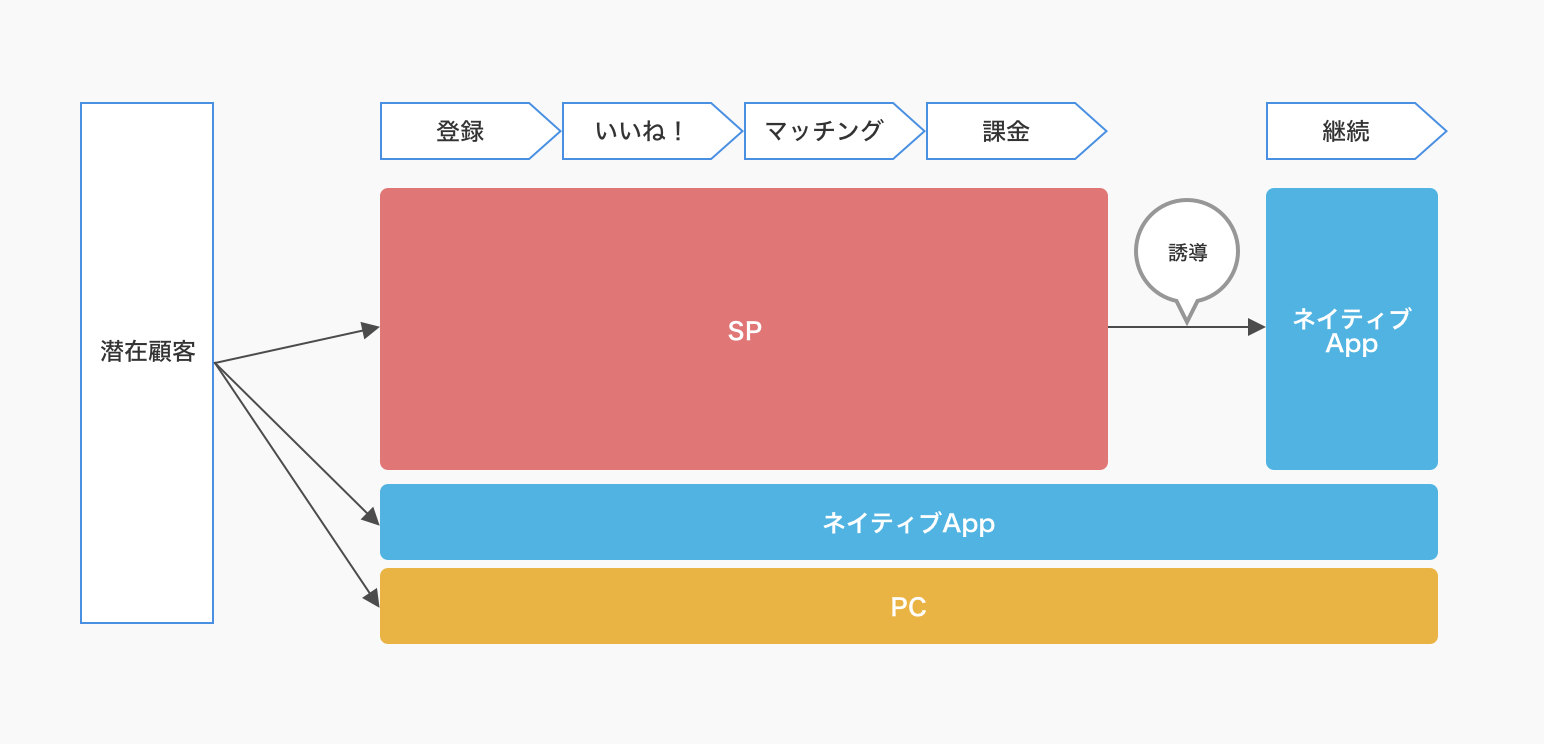 登録
いいね！
マッチング
課金
継続
誘導
潜在顧客
SP
ネイティブ
App
ネイティブApp
PC